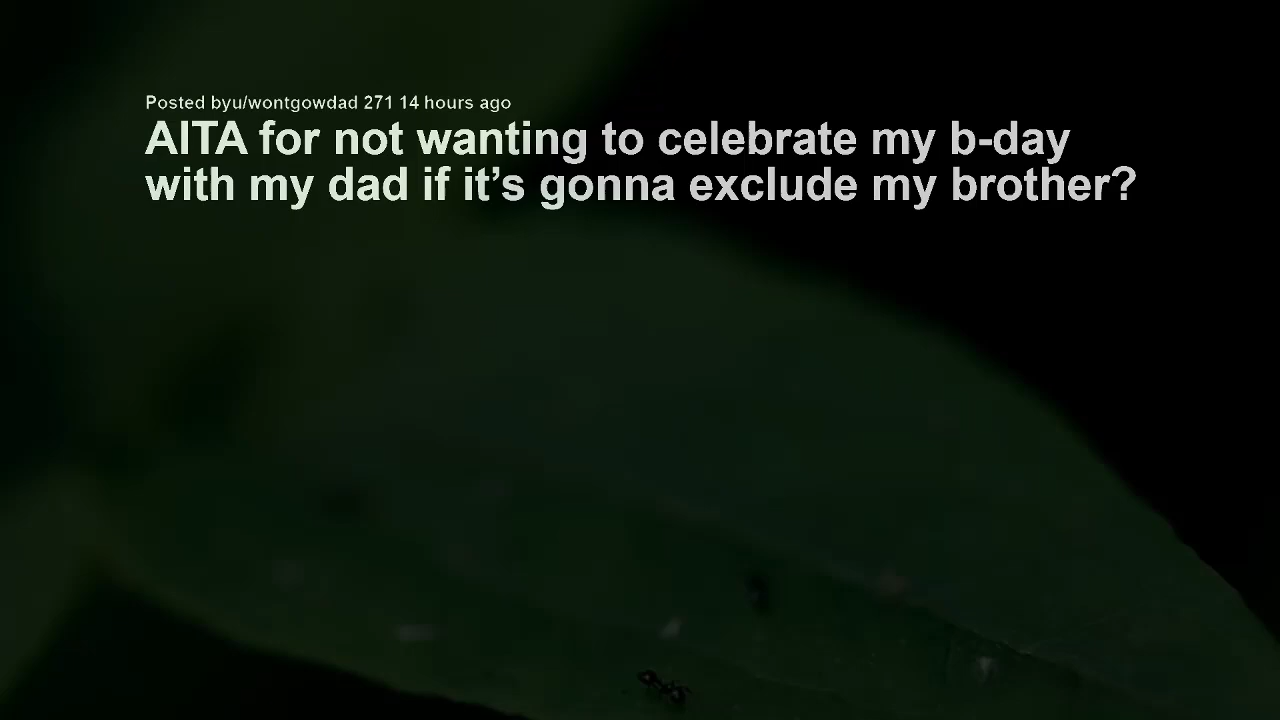 Posted byu/wontgowdad 271 14 hours ago
AITA for not wanting to celebrate my b-day
with my dad if it's gonna exclude my brother?